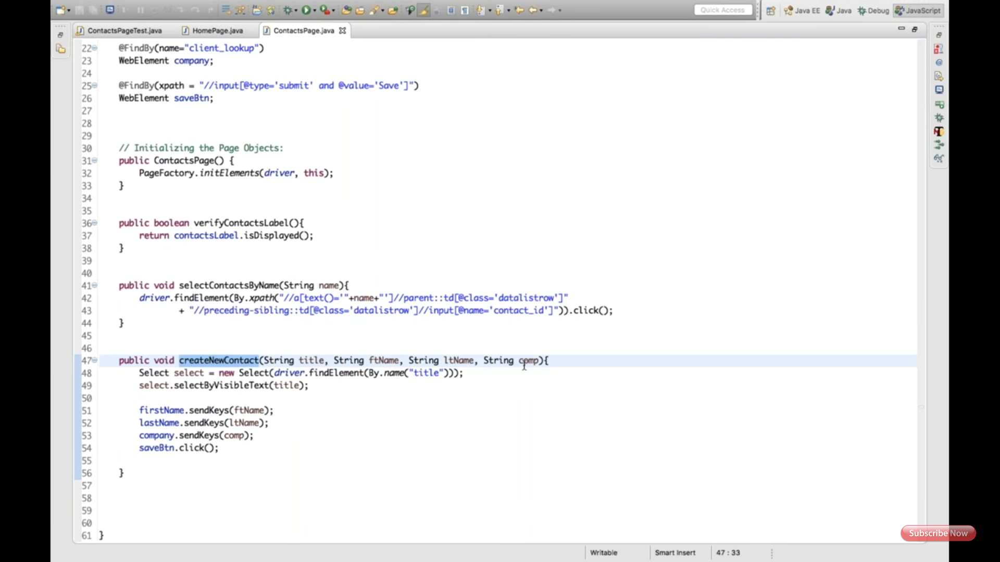 Quick Access
Java EE
Java
Debug
JavaScript
ContactsPageTest.java
HomePage.java
ContactsPage.java
22 @FindBy(name="client_lookup")
23 WebElement company;
24
25 @FindBy(xpath = "//input[@type='submit' and @value='Save']")
26 WebElement saveBtn;
27
28
29
30 // Initializing the Page Objects:
31 public ContactsPage() {
32 PageFactory.initElements(driver, this);
33 }
34
35
36 public boolean verifyContactsLabel(){
37 return contactsLabel.isDisplayed();
38 }
39
40
41 public void selectContactsByName(String name){
42 driver.findElement(By.xpath("//a[text()='"+name+"']//parent::td[@class='datalistrow']"
43 + "//preceding-sibling::td[@class='datalistrow']//input[@name='contact_id']")).click();
44 }
45
46
47 public void createNewContact(String title, String ftName, String ltName, String comp){
48 Select select = new Select(driver.findElement(By.name("title")));
49 select.selectByVisibleText(title);
50
51 firstName.sendKeys(ftName);
52 lastName.sendKeys(ltName);
53 company.sendKeys(comp);
54 saveBtn.click();
55
56 }
57
58
59
60
61 }
Subscribe Now
Writable
Smart Insert
47 : 33